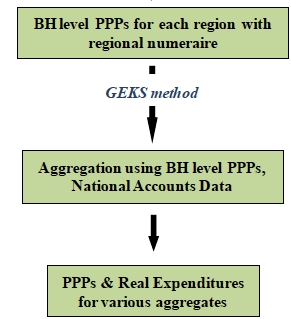 BH level PPPs for each region with
regional numeraire
GEKS method
Aggregation using BH level PPPs,
National Accounts Data
PPPs & Real Expenditures
for various aggregates